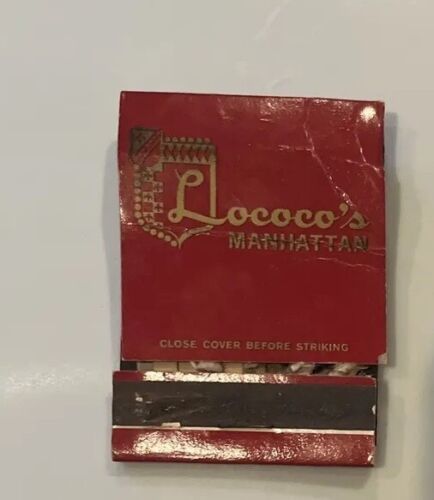 Lococo's
MANHATTAN
CLOSE COVER BEFORE STRIKING